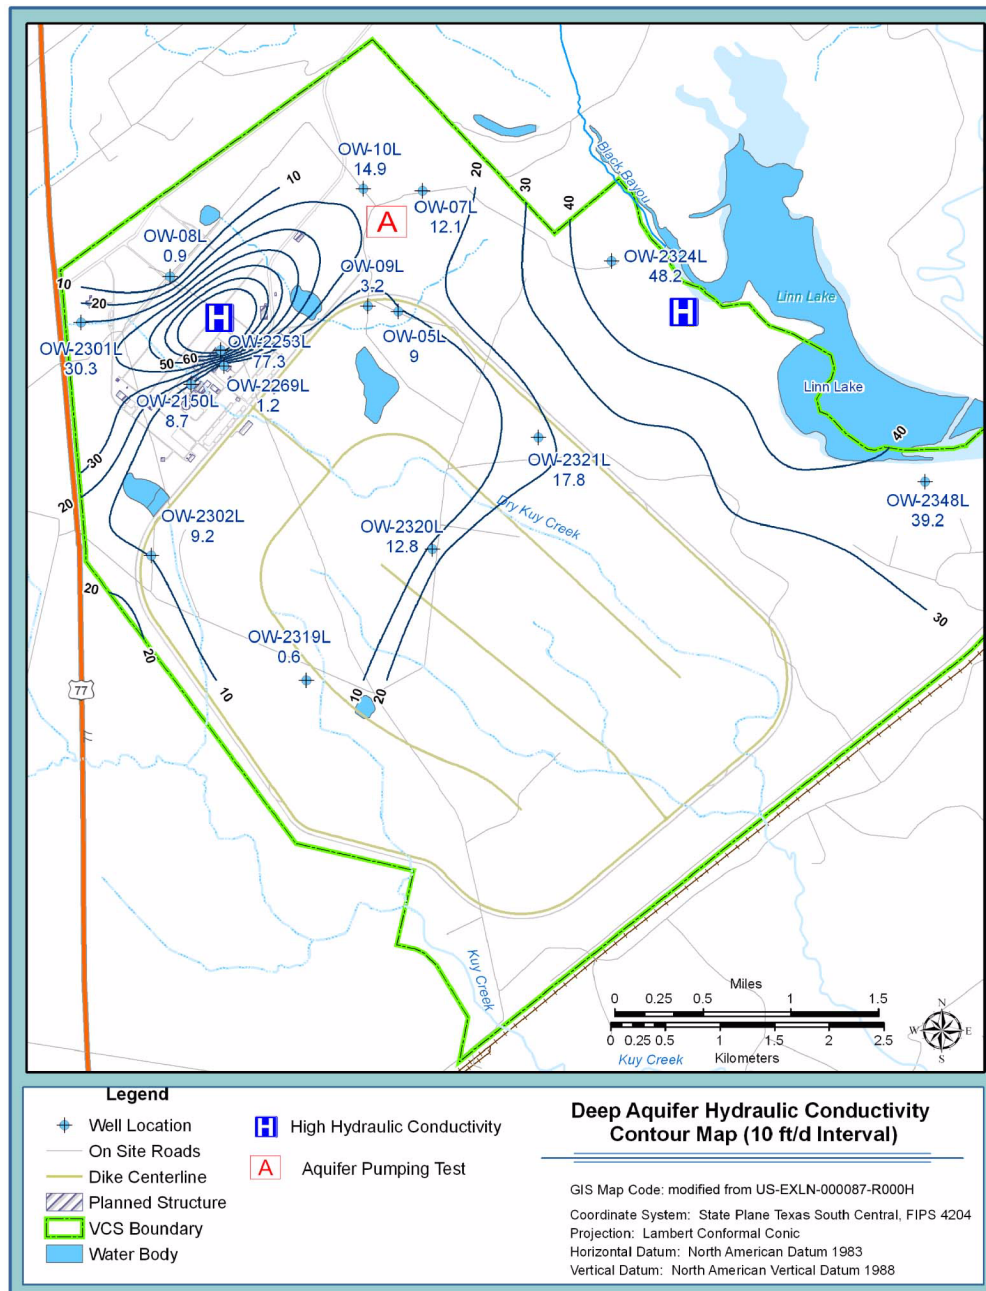 OW-10L
14.9
10
20
30
40
Black Bayou
OW-07L
12.1
A
OW-08L
0.9
OW-09L
3.2
OW-2324L
48.2
10
20
H
H
Linn Lake
OW-2301L
30.3
50
60
OW-2253L
77.3
OW-05L
9
OW-2269L
1.2
OW-2150L
8.7
Linn Lake
40
30
20
OW-2321L
17.8
OW-2348L
39.2
Dry Kuy Creek
OW-2302L
9.2
OW-2320L
12.8
20
30
20
OW-2319L
0.6
10
10
20
77
Kuy Creek
Miles
0 0.25 0.5 1 1.5
0 0.25 0.5 1 1.5 2 2.5
Kuy Creek
Kilometers
N
W E
S
Legend
Well Location
On Site Roads
Dike Centerline
Planned Structure
VCS Boundary
Water Body
H High Hydraulic Conductivity
A Aquifer Pumping Test
Deep Aquifer Hydraulic Conductivity
Contour Map (10 ft/d Interval)
GIS Map Code: modified from US-EXLN-000087-R000H
Coordinate System: State Plane Texas South Central, FIPS 4204
Projection: Lambert Conformal Conic
Horizontal Datum: North American Datum 1983
Vertical Datum: North American Vertical Datum 1988